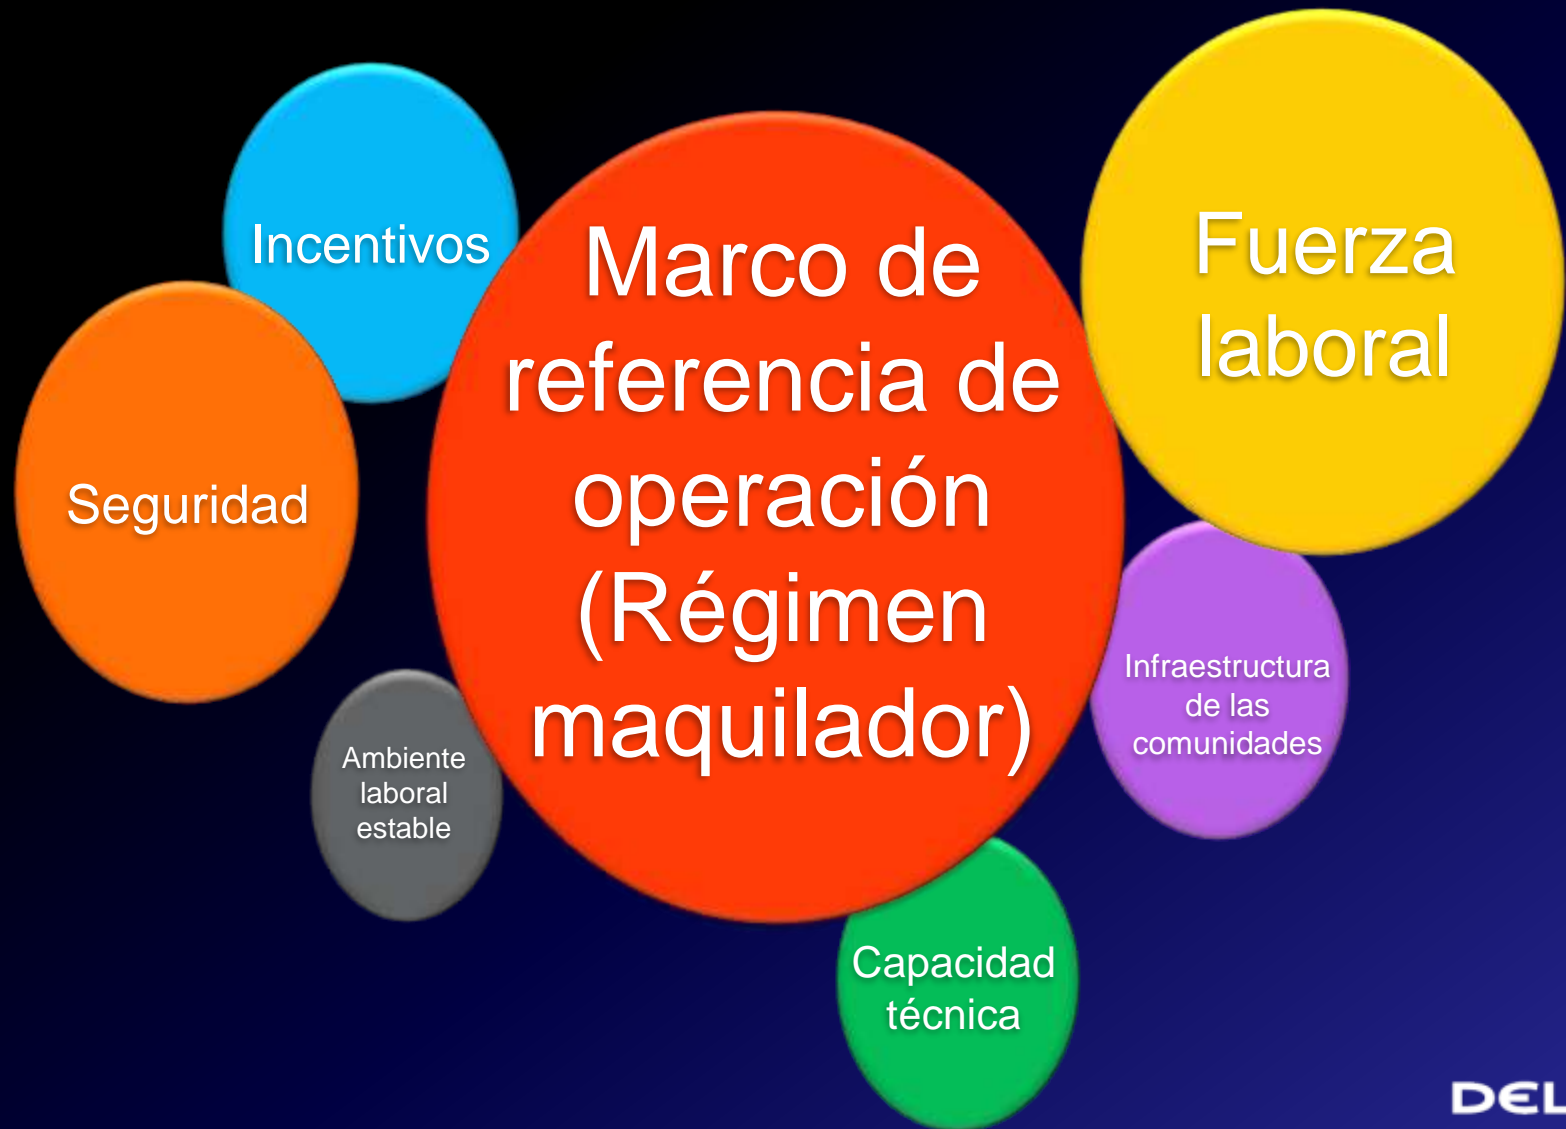 Incentivos
Marco de
referencia de
operación
(Régimen
maquilador)
Fuerza
laboral
Seguridad
Infraestructura
de las
comunidades
Ambiente
laboral
estable
Capacidad
técnica
DEL